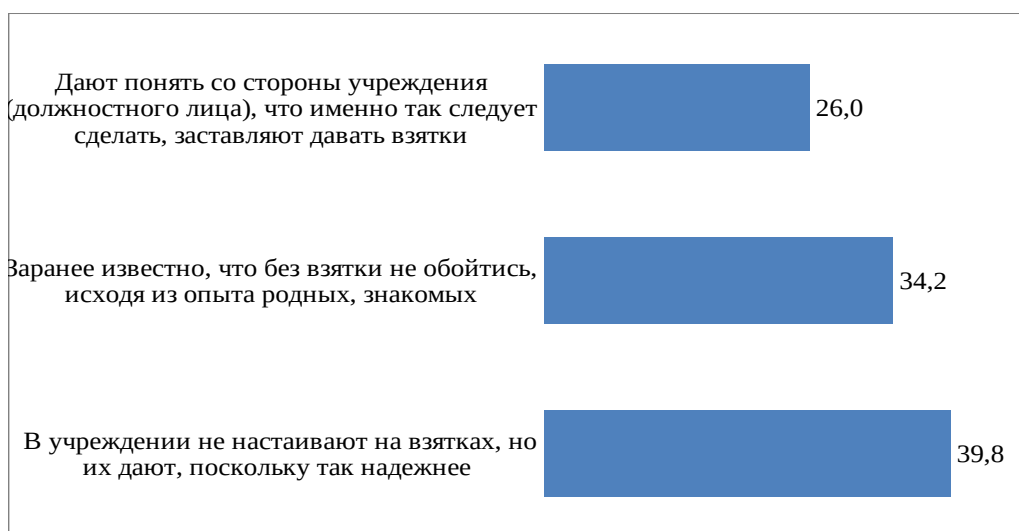 Дают понять со стороны учреждения
(должностного лица), что именно так следует
сделать, заставляют давать взятки
26,0
Заранее известно, что без взятки не обойтись,
исходя из опыта родных, знакомых
34,2
В учреждении не настаивают на взятках, но
их дают, поскольку так надежнее
39,8